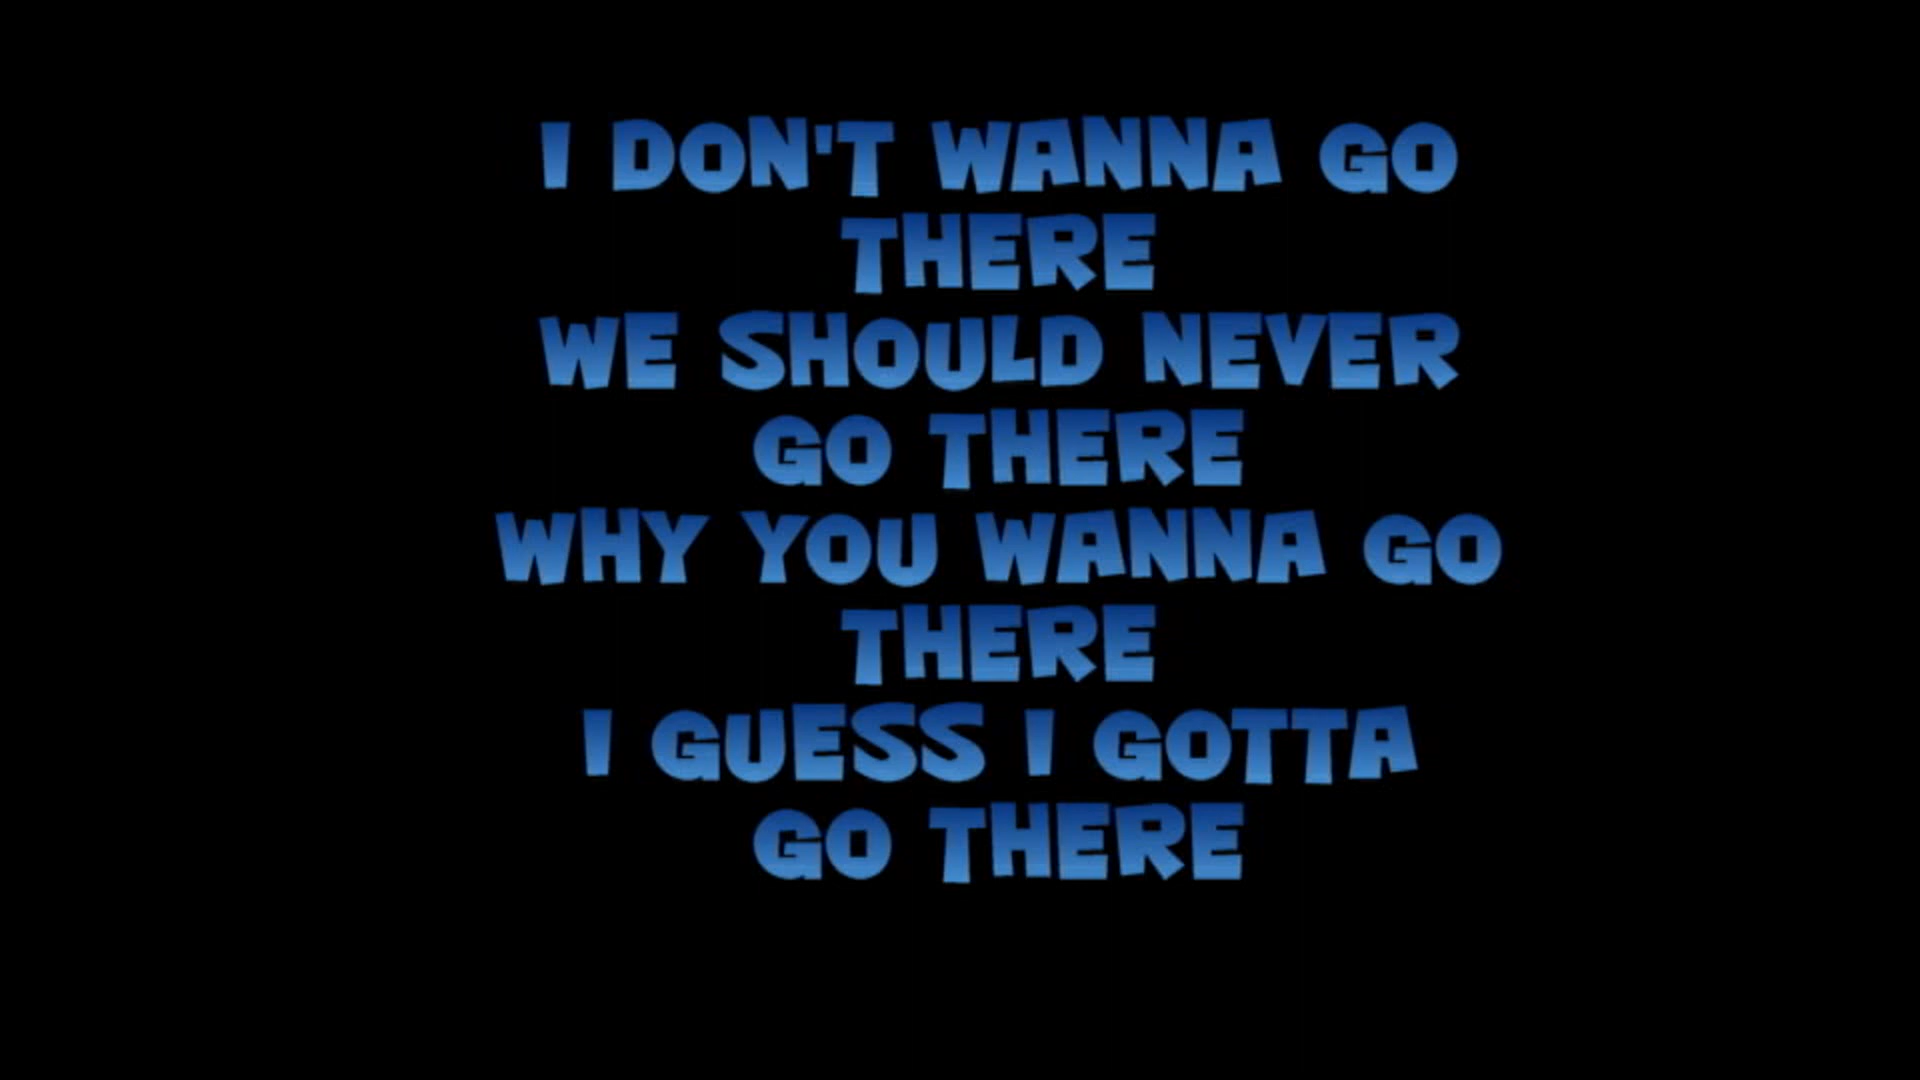 I DON'T WANNA GO
THERE
WE SHOULD NEVER
GO THERE
WHY YOU WANNA GO
THERE
I GUESS I GOTTA
GO THERE